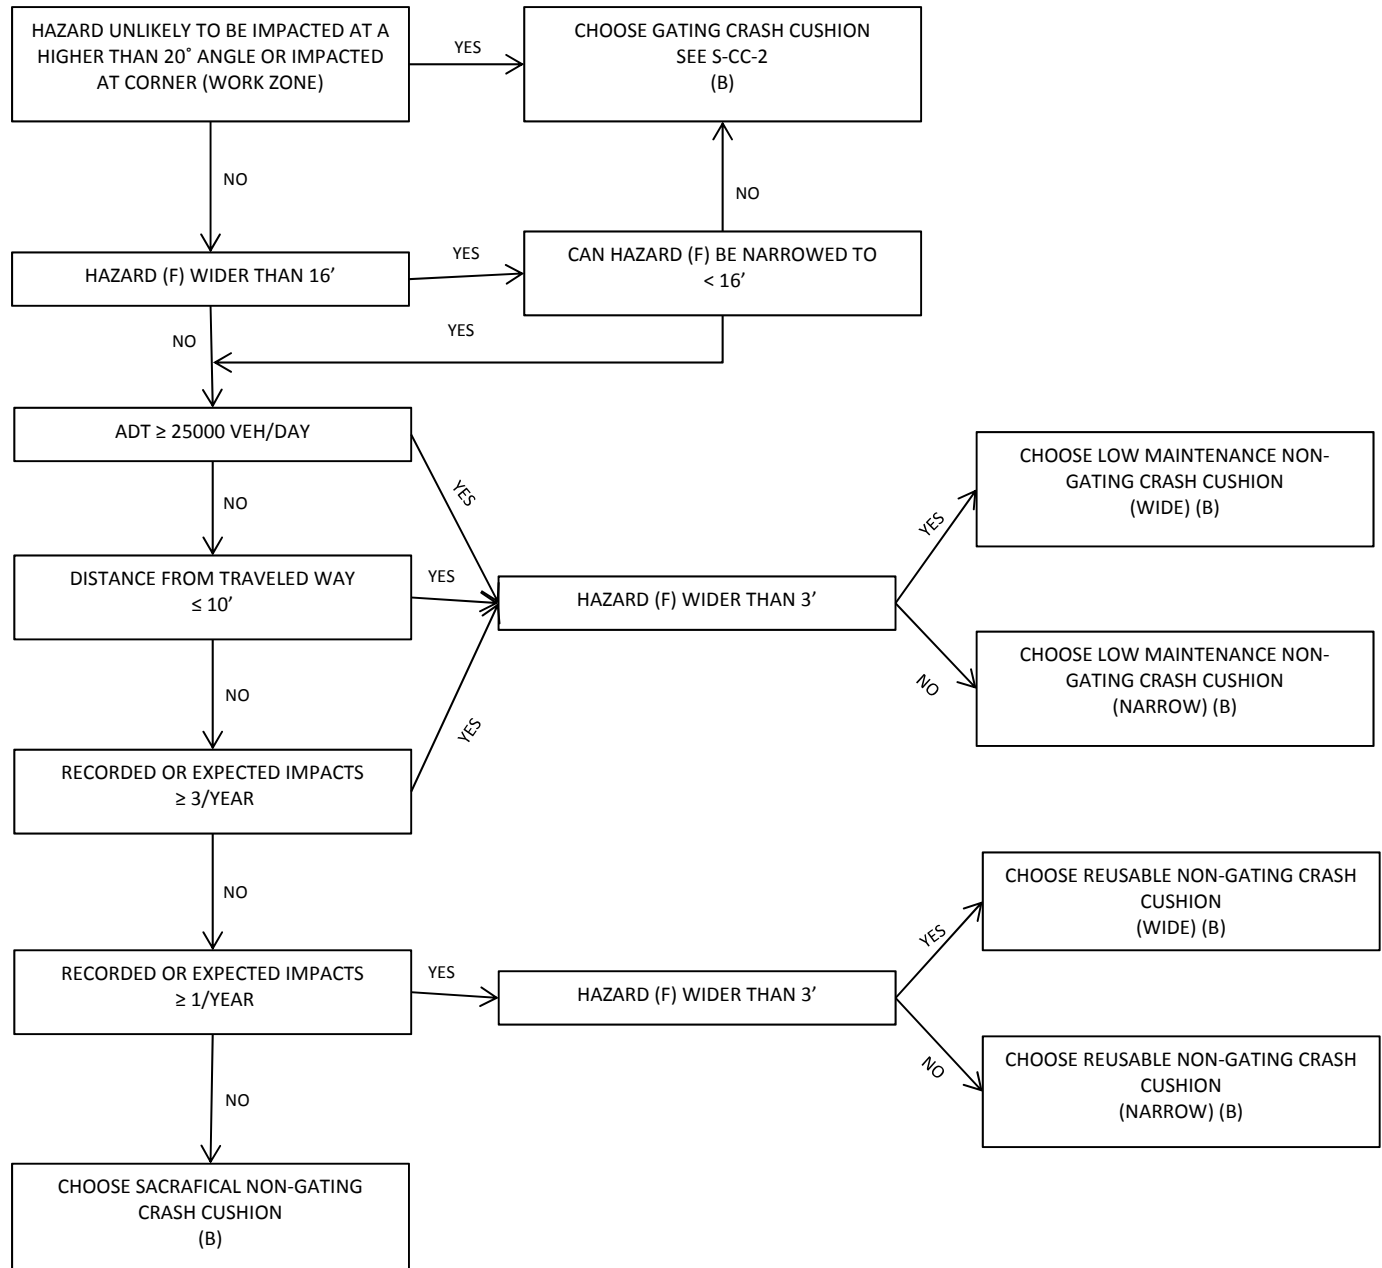 HAZARD UNLIKELY TO BE IMPACTED AT A
HIGHER THAN 20˚ ANGLE OR IMPACTED
AT CORNER (WORK ZONE)
YES
CHOOSE GATING CRASH CUSHION
SEE S-CC-2
(B)
NO
NO
HAZARD (F) WIDER THAN 16’
YES
CAN HAZARD (F) BE NARROWED TO
< 16’
NO
YES
ADT ≥ 25000 VEH/DAY
YES
NO
DISTANCE FROM TRAVELED WAY
≤ 10’
YES
HAZARD (F) WIDER THAN 3’
YES
CHOOSE LOW MAINTENANCE NON-
GATING CRASH CUSHION
(WIDE) (B)
NO
CHOOSE LOW MAINTENANCE NON-
GATING CRASH CUSHION
(NARROW) (B)
NO
YES
RECORDED OR EXPECTED IMPACTS
≥ 3/YEAR
NO
RECORDED OR EXPECTED IMPACTS
≥ 1/YEAR
YES
HAZARD (F) WIDER THAN 3’
YES
CHOOSE REUSABLE NON-GATING CRASH
CUSHION
(WIDE) (B)
NO
CHOOSE REUSABLE NON-GATING CRASH
CUSHION
(NARROW) (B)
NO
CHOOSE SACRAFICAL NON-GATING
CRASH CUSHION
(B)